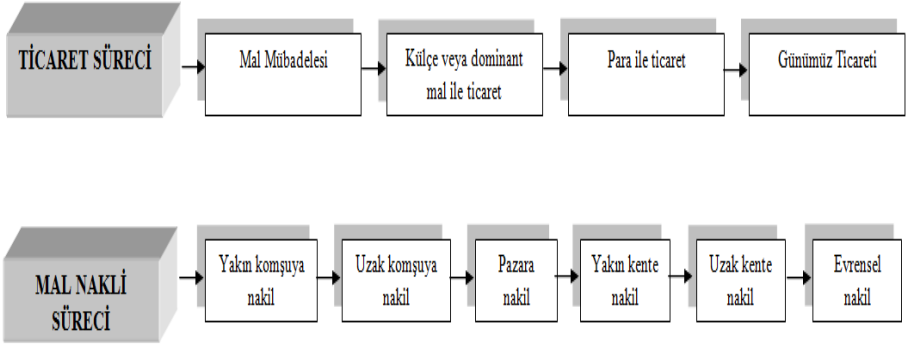 TİCARET SÜRECİ
Mal Mübadelesi
Külçe veya dominant
mal ile ticaret
Para ile ticaret
Günümüz Ticareti
MAL NAKLİ
SÜRECİ
Yakın komşuya
nakil
Uzak komşuya
nakil
Pazara
nakil
Yakın kente
nakil
Uzak kente
nakil
Evrensel
nakil